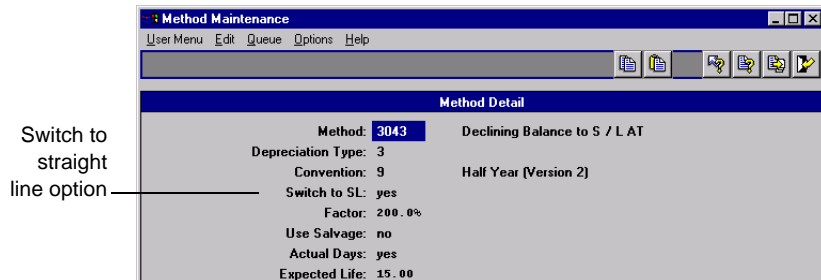 Method Maintenance
User Menu Edit Queue Options Help
Method Detail
Switch to
straight
line option
Method: 3043 Declining Balance to S / L AT
Depreciation Type: 3
Convention: 9 Half Year (Version 2)
Switch to SL: yes
Factor: 200.0%
Use Salvage: no
Actual Days: yes
Expected Life: 15.00